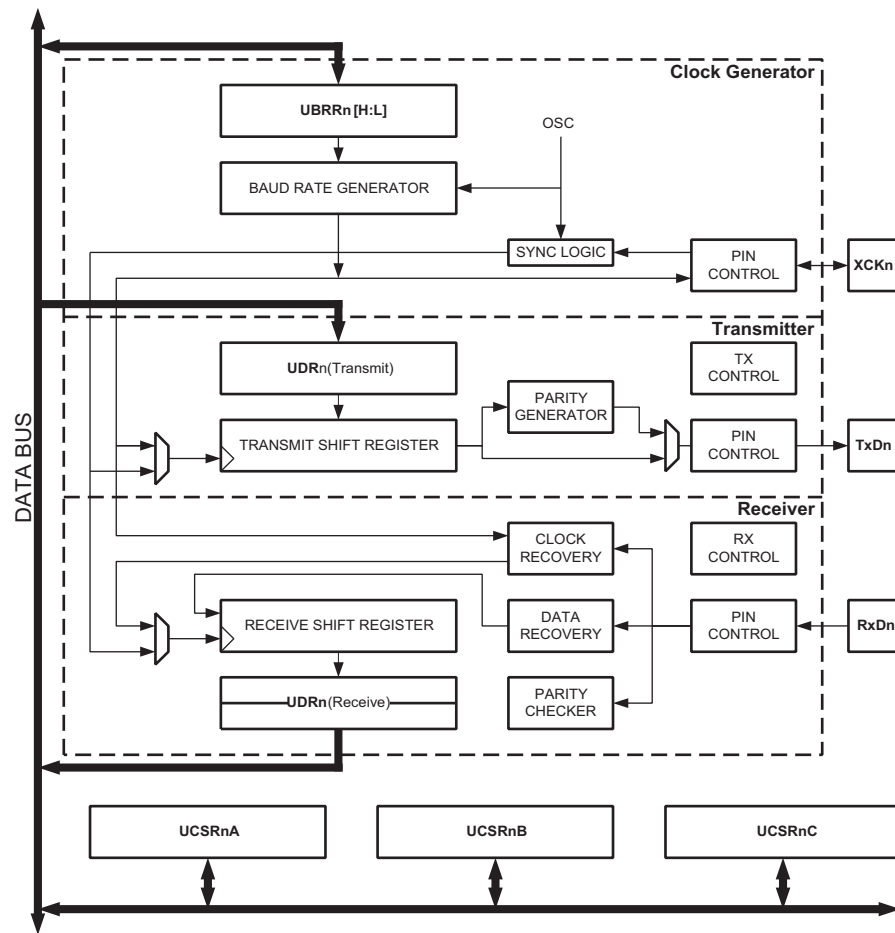 Clock Generator
UBRRn [H:L]
OSC
BAUD RATE GENERATOR
SYNC LOGIC
PIN
CONTROL
XCKn
DATA BUS
Transmitter
UDRn(Transmit)
TX
CONTROL
PARITY
GENERATOR
TRANSMIT SHIFT REGISTER
PIN
CONTROL
TxDn
Receiver
CLOCK
RECOVERY
RX
CONTROL
RECEIVE SHIFT REGISTER
DATA
RECOVERY
PIN
CONTROL
RxDn
UDRn(Receive)
PARITY
CHECKER
UCSRnA
UCSRnB
UCSRnC